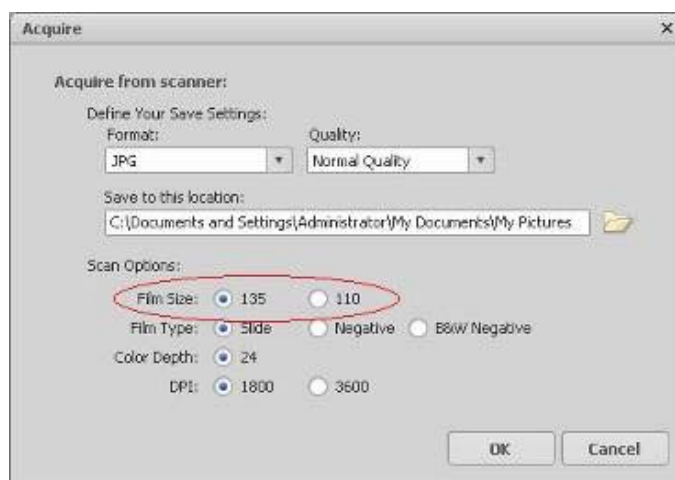 Acquire
Acquire from scanner:
Define Your Save Settings:
Format: Quality:
JPG Normal Quality
Save to this location:
C:\Documents and Settings\Administrator\My Documents\My Pictures
Scan Options:
Film Size: 135 110
Film Type: Slide Negative B&W Negative
Color Depth: 24
DPI: 1800 3600
OK Cancel